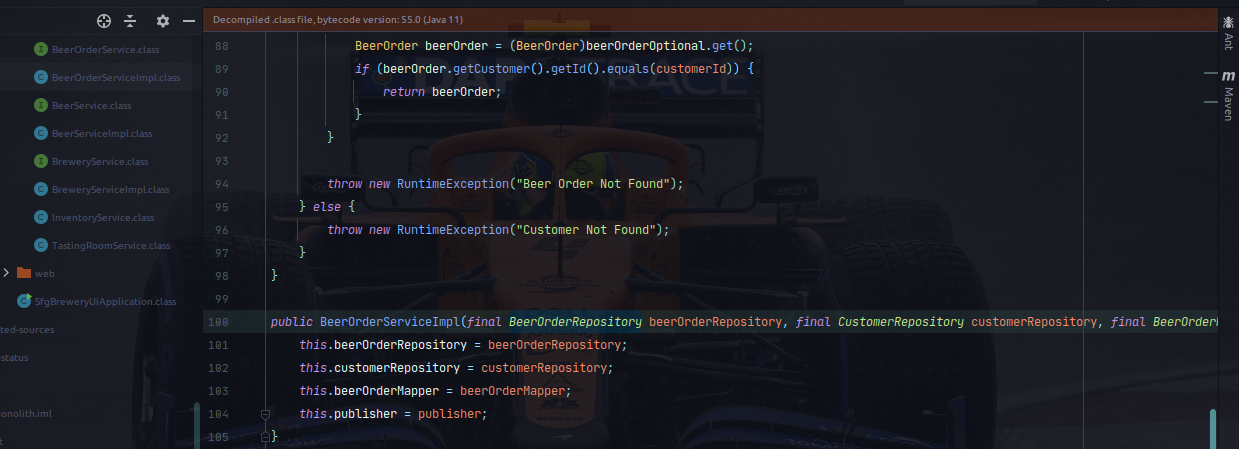 Decompiled .class file, bytecode version: 55.0 (Java 11)
BeerOrderService.class
BeerOrderServiceImpl.class
BeerService.class
BeerServiceImpl.class
BreweryService.class
BreweryServiceImpl.class
InventoryService.class
TastingRoomService.class
web
SfgBreweryUiApplication.class
ted-sources
-status
onolith.iml
t
88 BeerOrder beerOrder = (BeerOrder)beerOrderOptional.get();
89 if (beerOrder.getCustomer().getId().equals(customerId)) {
90 return beerOrder;
91 }
92 }
93
94 throw new RuntimeException("Beer Order Not Found");
95 } else {
96 throw new RuntimeException("Customer Not Found");
97 }
98 }
99
100 public BeerOrderServiceImpl(final BeerOrderRepository beerOrderRepository, final CustomerRepository customerRepository, final BeerOrder
101 this.beerOrderRepository = beerOrderRepository;
102 this.customerRepository = customerRepository;
103 this.beerOrderMapper = beerOrderMapper;
104 this.publisher = publisher;
105 }
Ant
m
Maven